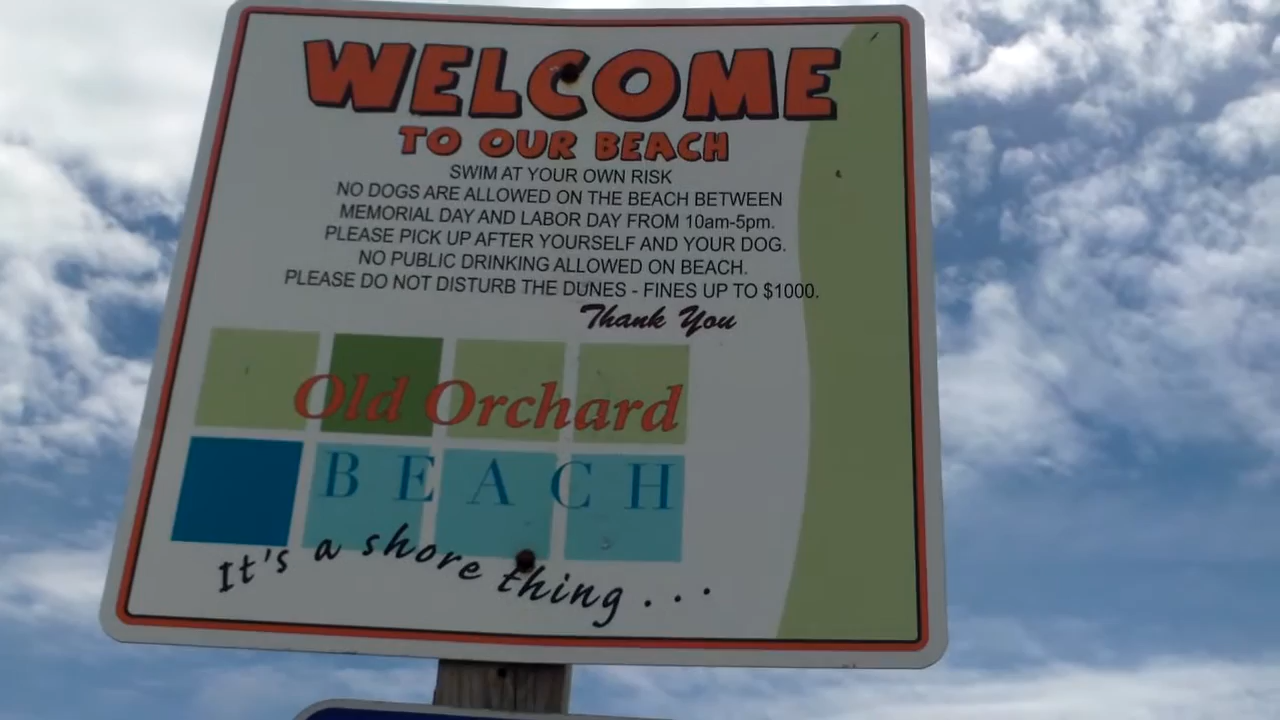 WELCOME
TO OUR BEACH
SWIM AT YOUR OWN RISK
NO DOGS ARE ALLOWED ON THE BEACH BETWEEN
MEMORIAL DAY AND LABOR DAY FROM 10am-5pm.
PLEASE PICK UP AFTER YOURSELF AND YOUR DOG.
NO PUBLIC DRINKING ALLOWED ON BEACH.
PLEASE DO NOT DISTURB THE DUNES - FINES UP TO $1000.
Thank You
Old Orchard
BEACH
It's a shore thing...